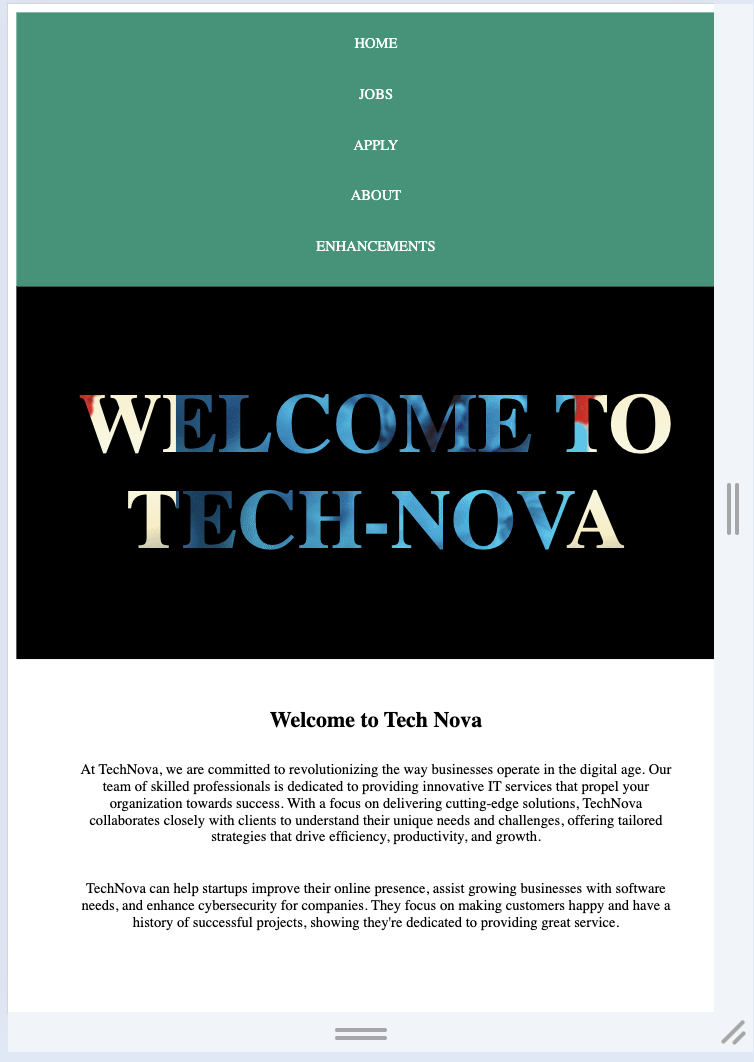 HOME
JOBS
APPLY
ABOUT
ENHANCEMENTS
WELCOME TO
TECH-NOVA
Welcome to Tech Nova
At TechNova, we are committed to revolutionizing the way businesses operate in the digital age. Our
team of skilled professionals is dedicated to providing innovative IT services that propel your
organization towards success. With a focus on delivering cutting-edge solutions, TechNova
collaborates closely with clients to understand their unique needs and challenges, offering tailored
strategies that drive efficiency, productivity, and growth.
TechNova can help startups improve their online presence, assist growing businesses with software
needs, and enhance cybersecurity for companies. They focus on making customers happy and have a
history of successful projects, showing they're dedicated to providing great service.